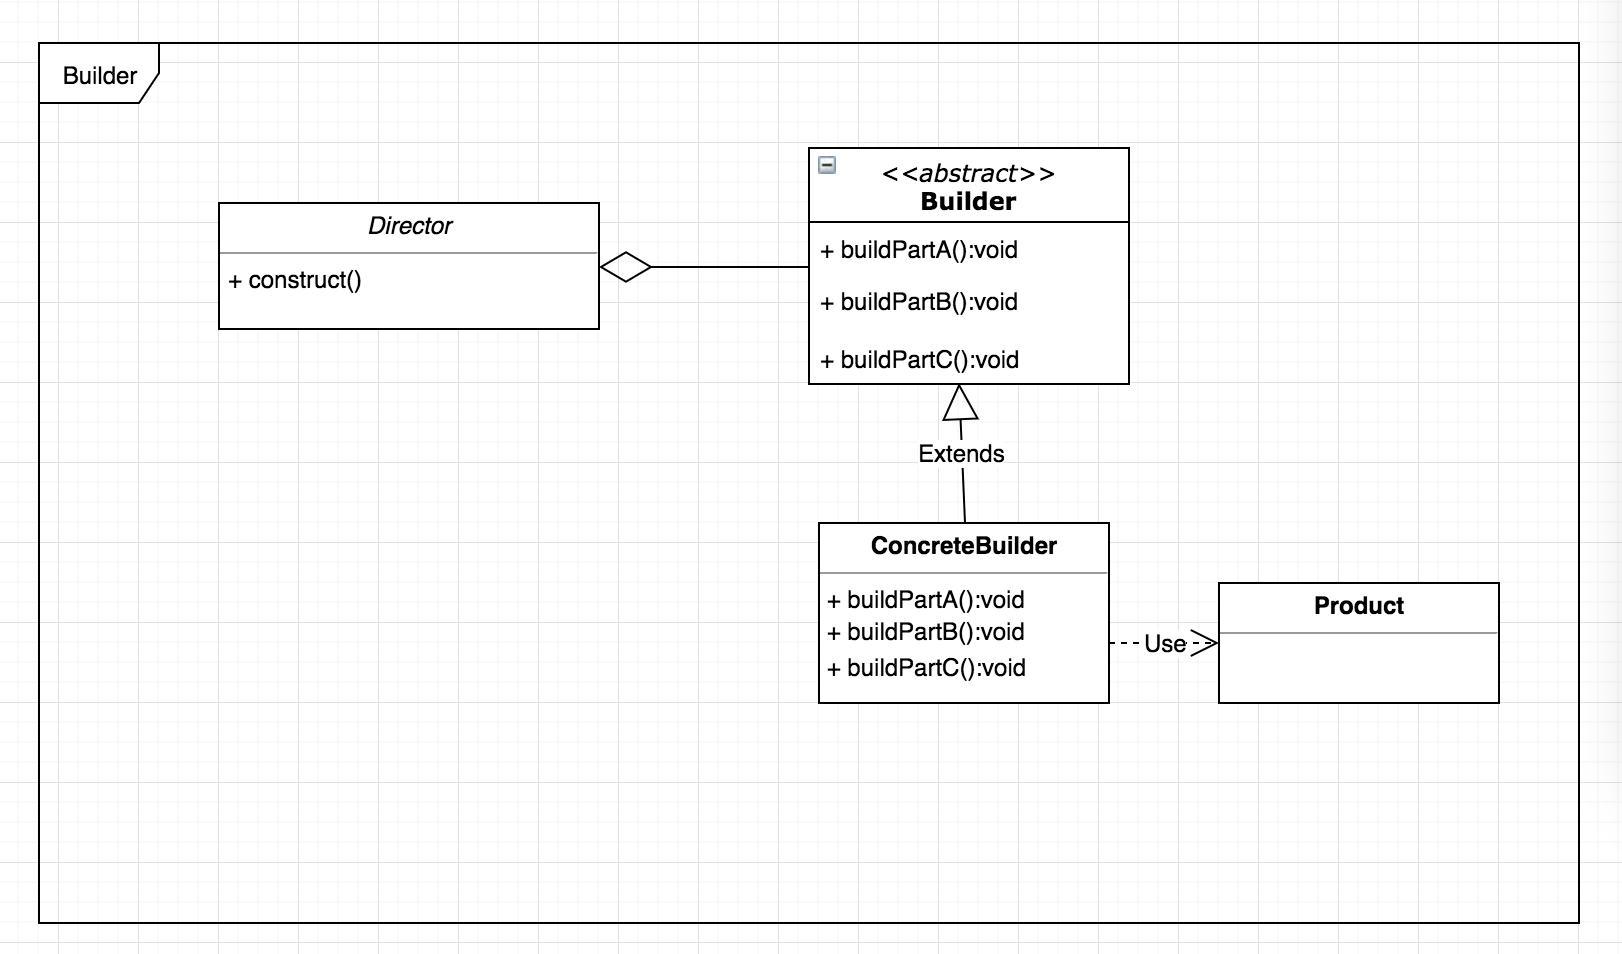 Builder
Director
+ construct()
<<abstract>>
Builder
+ buildPartA():void
+ buildPartB():void
+ buildPartC():void
Extends
ConcreteBuilder
+ buildPartA():void
+ buildPartB():void
+ buildPartC():void
Use
Product